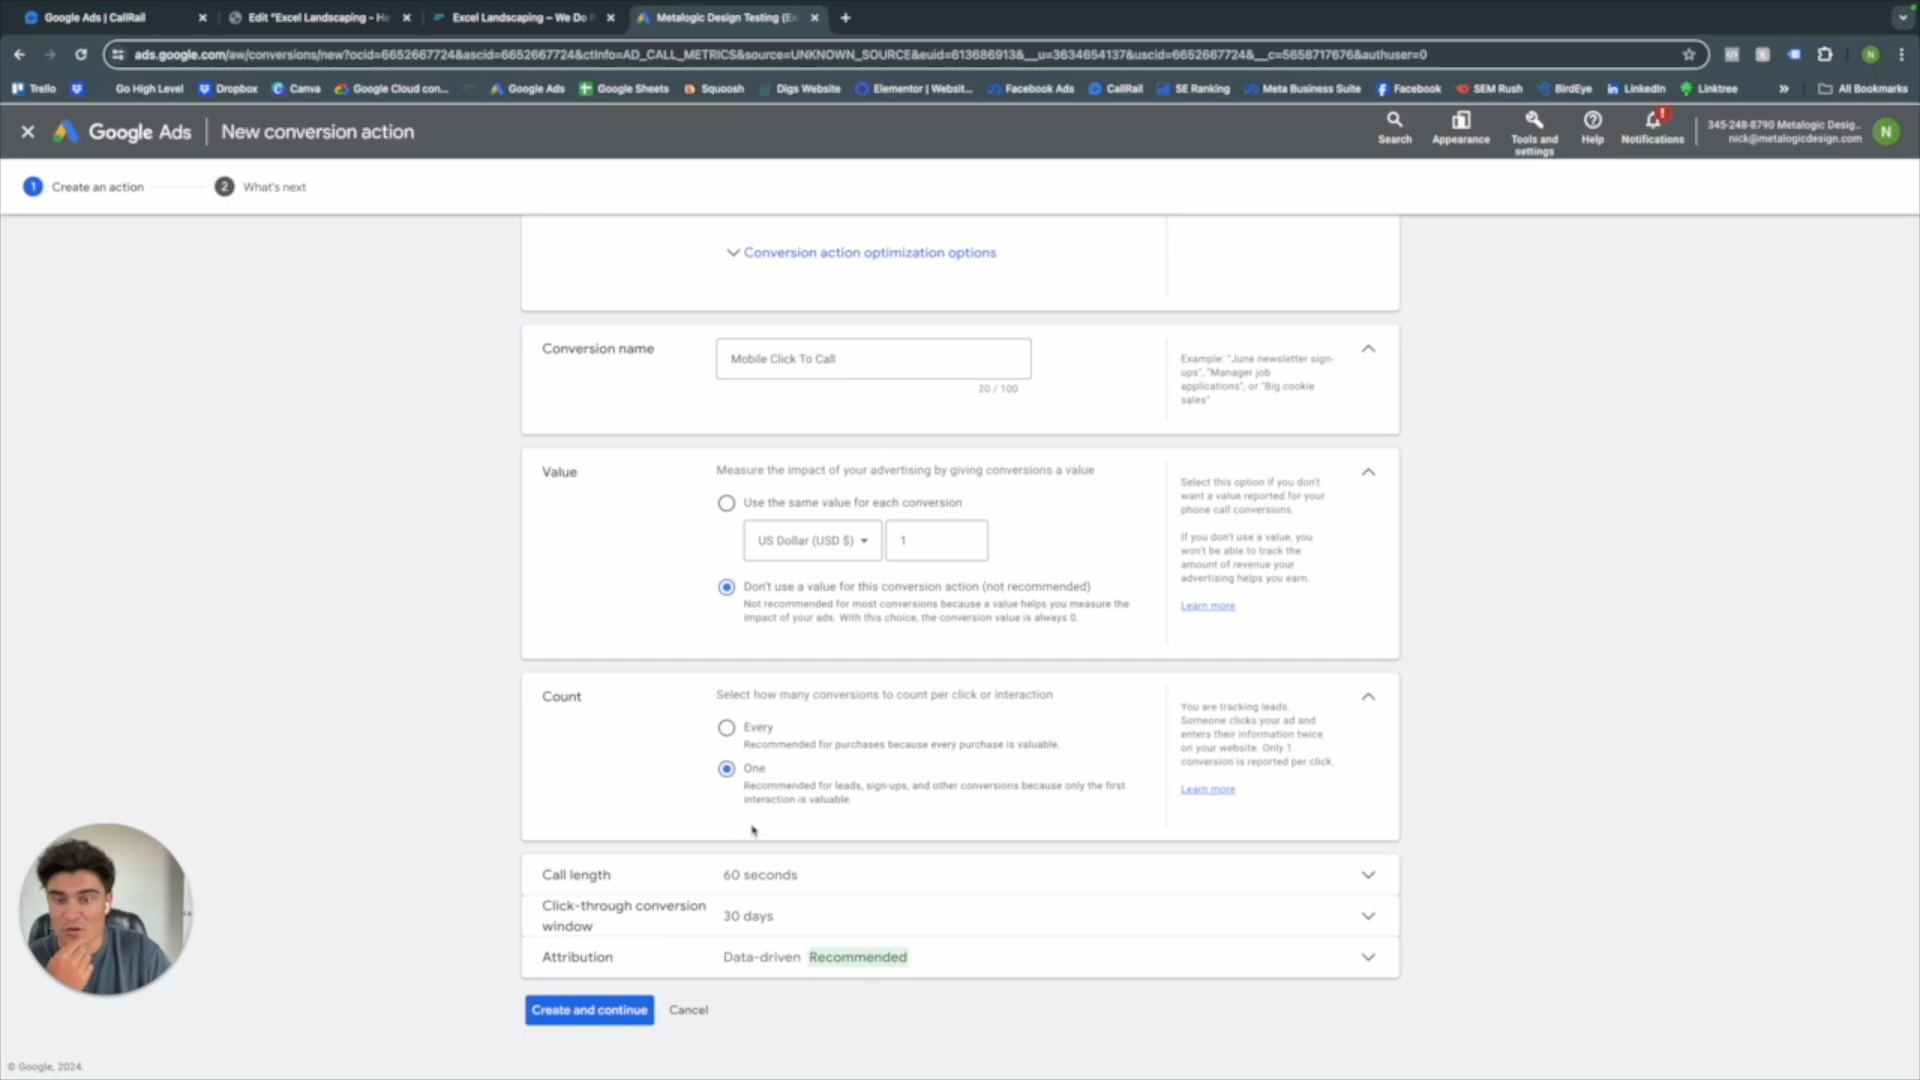 Google Ads | CallRail
Edit "Excel Landscaping – H
Excel Landscaping – We Do
Metalogic Design Testing (E
ads.google.com/aw/conversions/new?ocid=6652667724&ascid=6652667724&ctInfo=AD_CALL_METRICS&source=UNKNOWN_SOURCE&euid=613686913&__u=3634654137&uscid=6652667724&__c=5658717676&authuser=0
N
Trello
Go High Level
Dropbox
Canva
Google Cloud con...
Google Ads
Google Sheets
Squoosh
Digs Website
Elementor | Websit...
Facebook Ads
CallRail
SE Ranking
Meta Business Suite
Facebook
SEM Rush
BirdEye
LinkedIn
Linktree
»
All Bookmarks
Google Ads
New conversion action
Search
Appearance
Tools and settings
Help
!
Notifications
345-248-8790 Metalogic Desig...
nick@metalogicdesign.com
N
1 Create an action
2 What's next
Conversion action optimization options
Conversion name
Mobile Click To Call
20 / 100
Example: "June newsletter sign-
ups", "Manager job
applications", or "Big cookie
sales"
Value
Measure the impact of your advertising by giving conversions a value
Use the same value for each conversion
US Dollar (USD $)
1
Don't use a value for this conversion action (not recommended)
Not recommended for most conversions because a value helps you measure the
impact of your ads. With this choice, the conversion value is always 0.
Select this option if you don't
want a value reported for your
phone call conversions.
If you don't use a value, you
won't be able to track the
amount of revenue your
advertising helps you earn.
Learn more
Count
Select how many conversions to count per click or interaction
Every
Recommended for purchases because every purchase is valuable.
One
Recommended for leads, sign-ups, and other conversions because only the first
interaction is valuable.
You are tracking leads.
Someone clicks your ad and
enters their information twice
on your website. Only 1
conversion is reported per click.
Learn more
Call length
60 seconds
Click-through conversion
window
30 days
Attribution
Data-driven Recommended
Create and continue
Cancel
© Google, 2024.